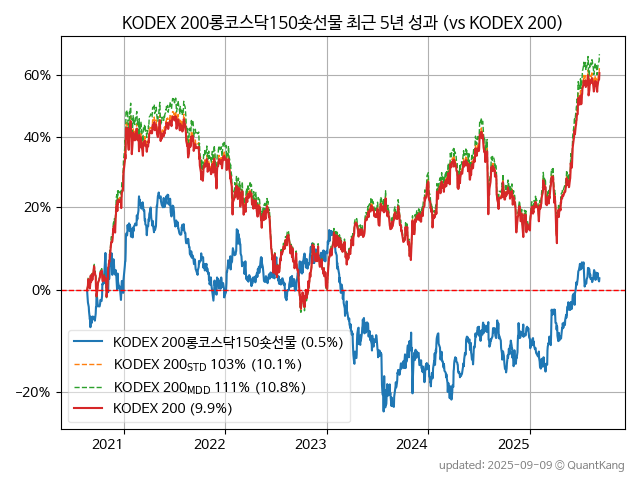 KODEX 200롱코스닥150숏선물 최근 5년 성과 (vs KODEX 200)
60%
40%
20%
0%
−20%
KODEX 200롱코스닥150숏선물 (0.5%)
KODEX 200STD 103% (10.1%)
KODEX 200MDD 111% (10.8%)
KODEX 200 (9.9%)
2021 2022 2023 2024 2025
updated: 2025-09-09 © QuantKang